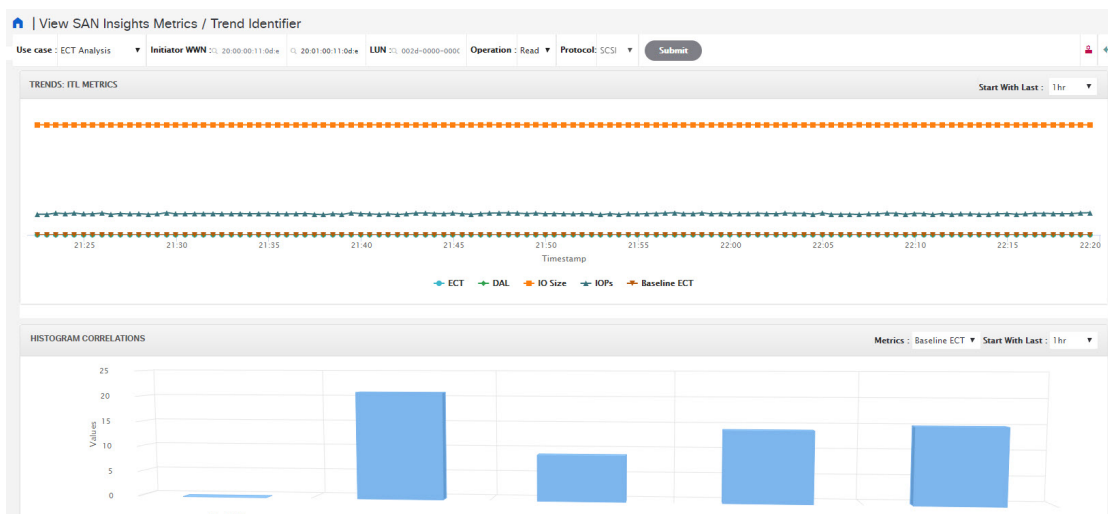 | View SAN Insights Metrics / Trend Identifier
Use case : ECT Analysis ▼ Initiator WWN : 20:00:00:11:0d:e 20:01:00:11:0d:e LUN : 002d-0000-000C Operation : Read ▼ Protocol: SCSI ▼ Submit
TRENDS: ITL METRICS
Start With Last : 1hr ▼
21:25 21:30 21:35 21:40 21:45 21:50 21:55 22:00 22:05 22:10 22:15 22:20
Timestamp
ECT DAL IO Size IOPs Baseline ECT
HISTOGRAM CORRELATIONS
Metrics : Baseline ECT ▼ Start With Last : 1hr ▼
25
20
15
10
5
0
Values